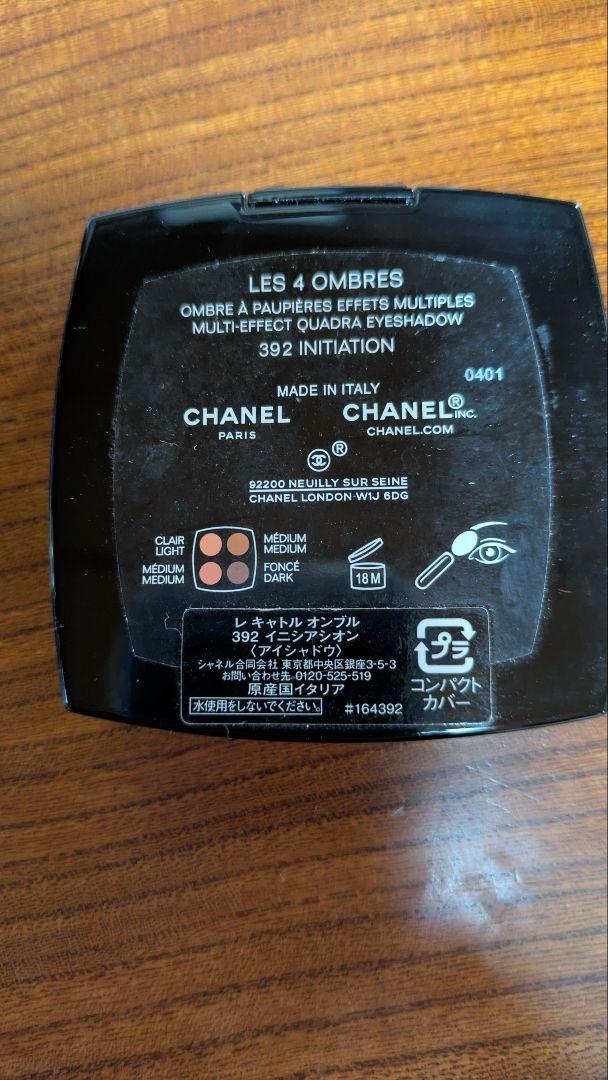 LES 4 OMBRES
OMBRE À PAUPIÈRES EFFETS MULTIPLES
MULTI-EFFECT QUADRA EYESHADOW
392 INITIATION
0401
MADE IN ITALY
CHANEL
PARIS
CHANEL® INC.
CHANEL.COM
®
92200 NEUILLY SUR SEINE
CHANEL LONDON-W1J 6DG
CLAIR
LIGHT
MÉDIUM
MEDIUM
MÉDIUM
MEDIUM
FONCÉ
DARK
18 M
レ キャトル オンブル
392 イニシアシオン
〈アイシャドウ〉
シャネル合同会社 東京都中央区銀座3-5-3
お問い合わせ先 0120-525-519
原産国イタリア
水使用をしないでください。
#164392
プラ
コンパクト
カバー